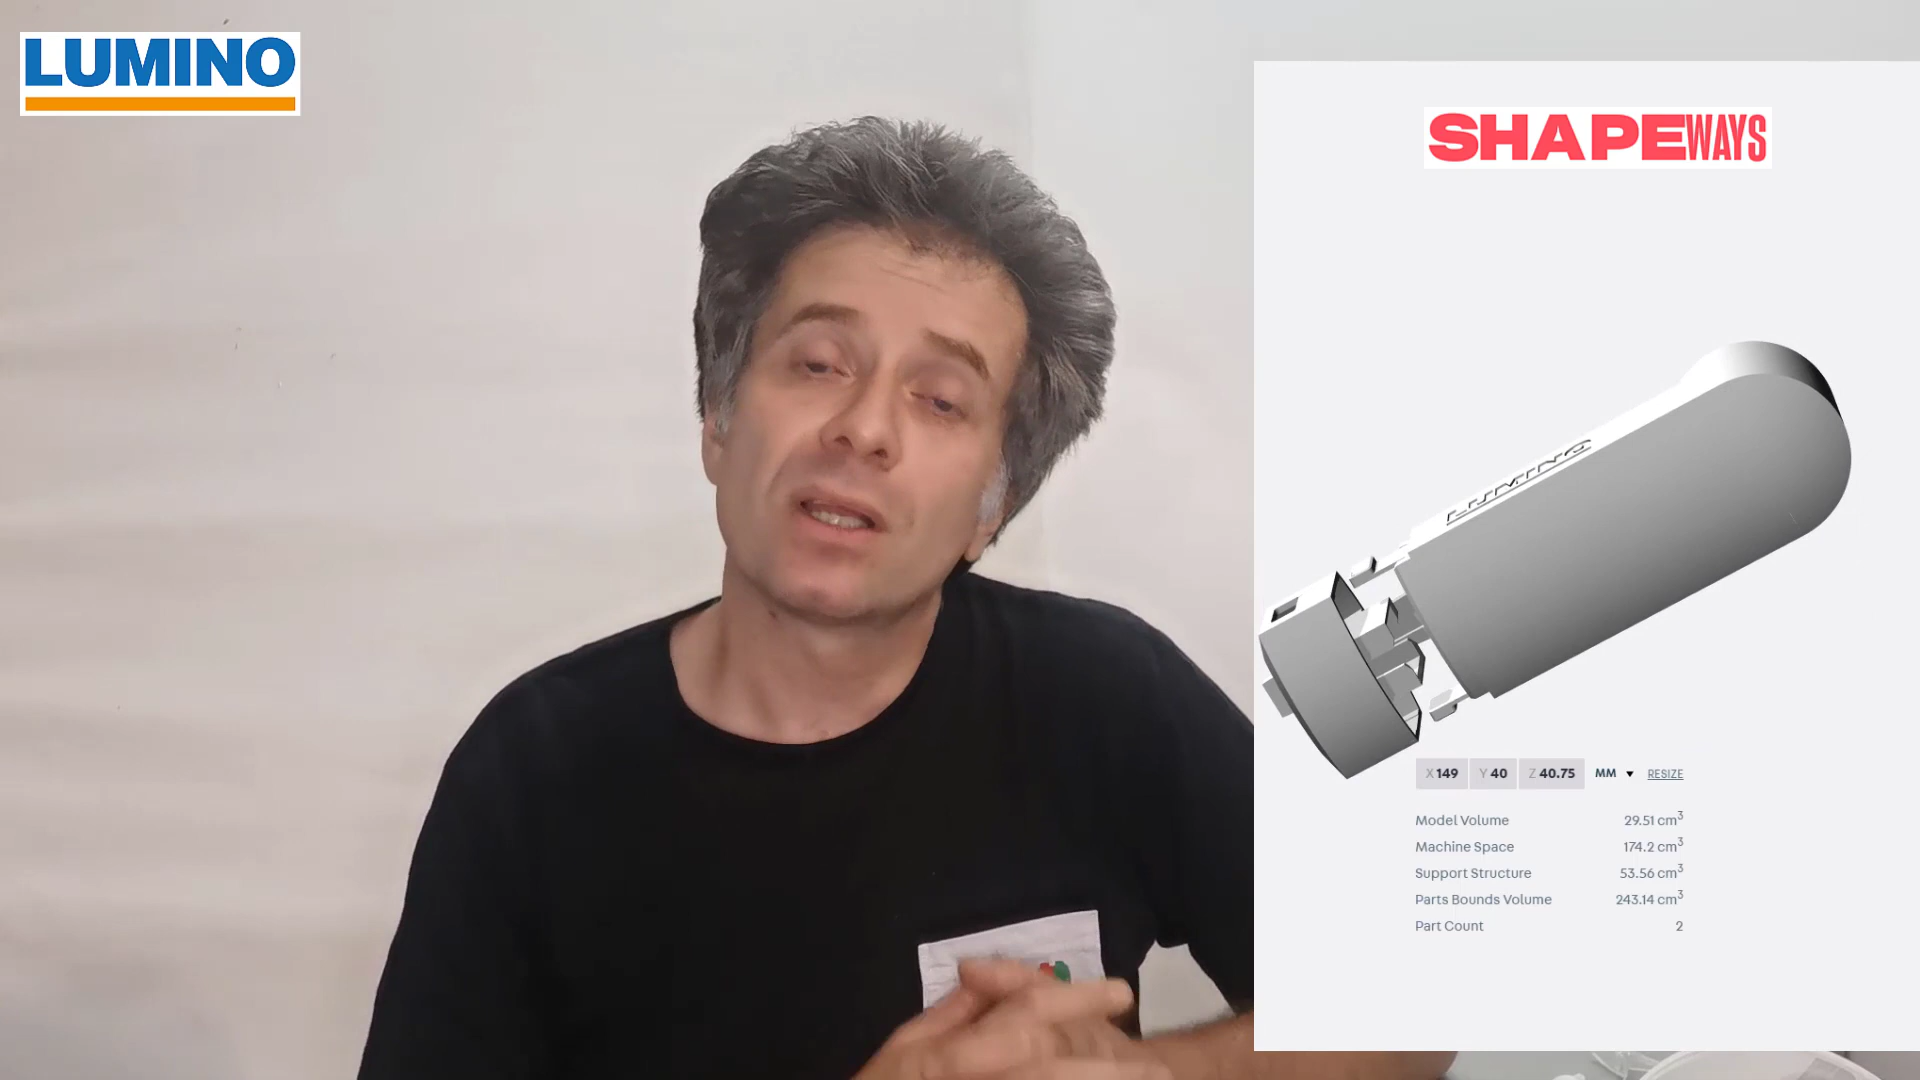 LUMINO
SHAPEWAYS
LUMINO
X 149 Y 40 Z 40.75 MM RESIZE
Model Volume 29.51 cm³
Machine Space 174.2 cm³
Support Structure 53.56 cm³
Parts Bounds Volume 243.14 cm³
Part Count 2